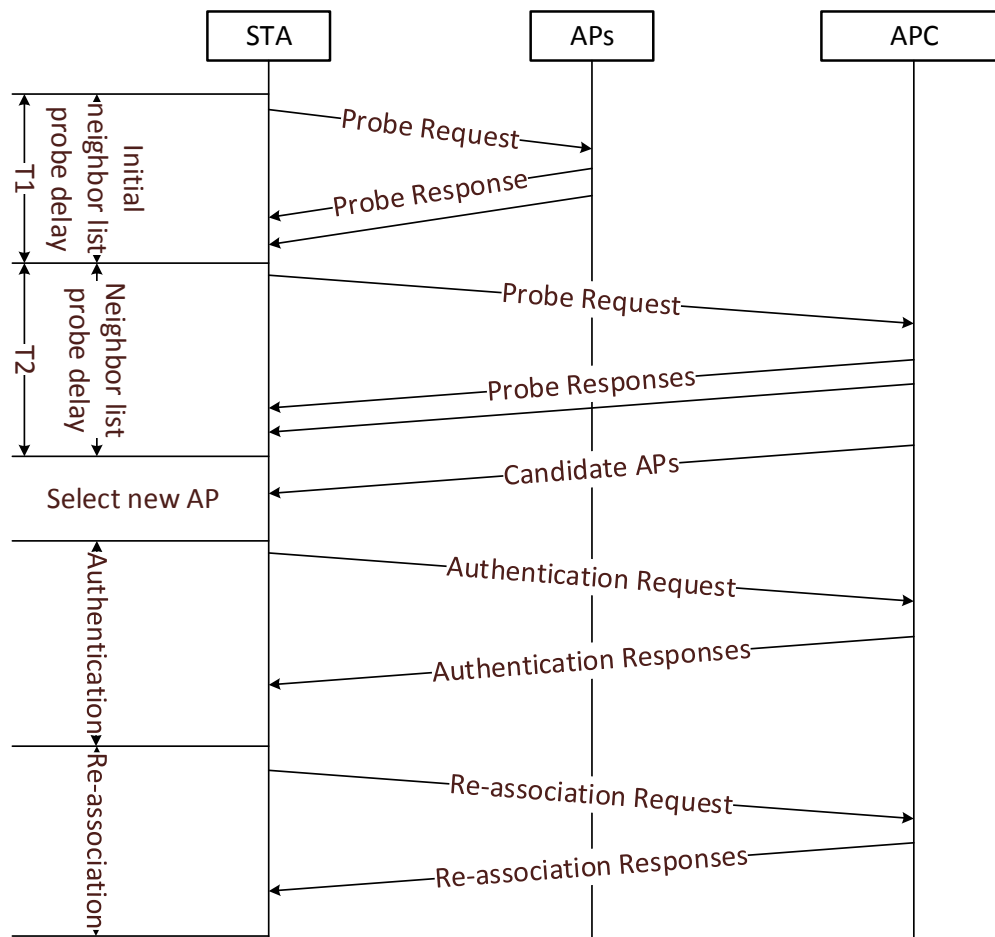 STA
APs
APC
Initial
neighbor list
probe delay
T1
Probe Request
Probe Response
Neighbor list
probe delay
T2
Probe Request
Probe Responses
Candidate APs
Select new AP
Authentication
Authentication Request
Authentication Responses
Re-association
Re-association Request
Re-association Responses